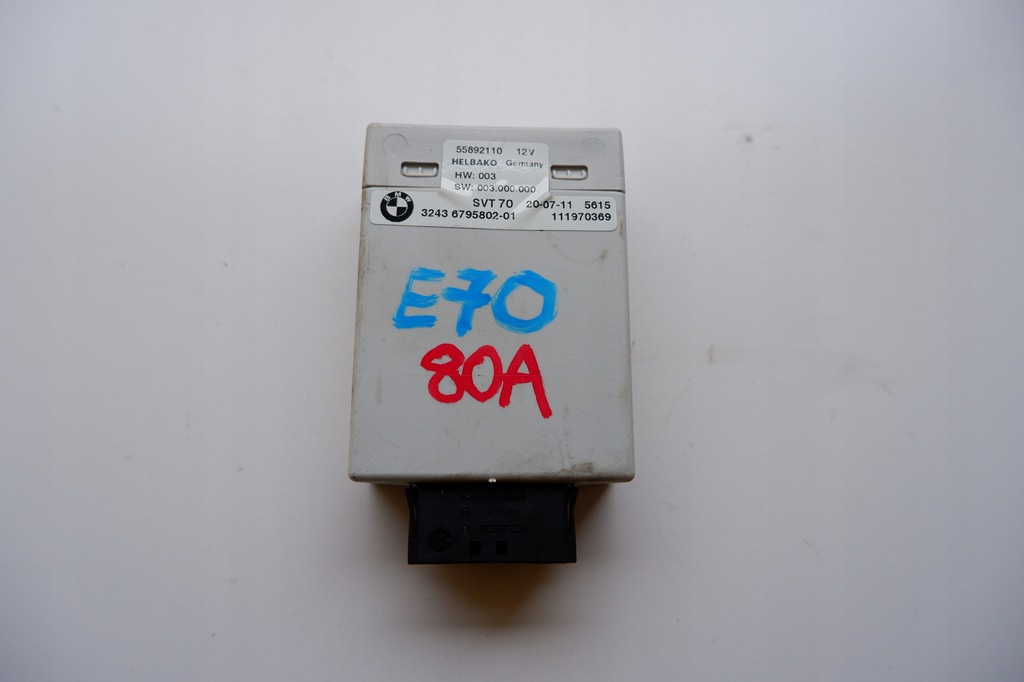 55892110 12V
HELBAKO Germany
HW: 003
SW: 003.000.000
BMW
SVT 70 20-07-11 5615
3243 6795802-01 111970369
E70
80A